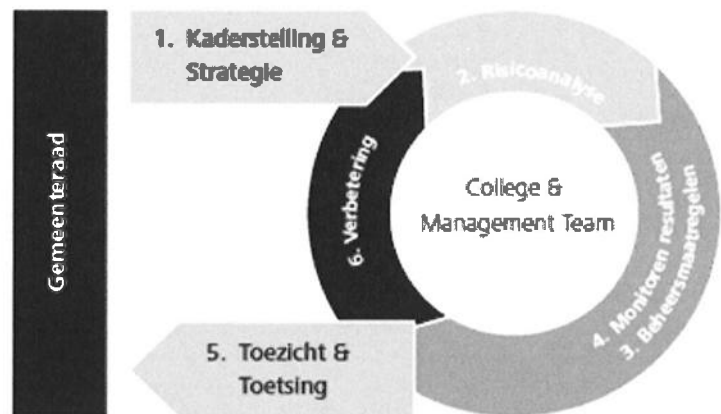 Gemeenteraad
1. Kaderstelling &
Strategie
2. Risicoanalyse
College &
Management Team
4. Monitoren resultaten
3. Beheersmaatregelen
5. Toezicht &
Toetsing
6. Verbetering